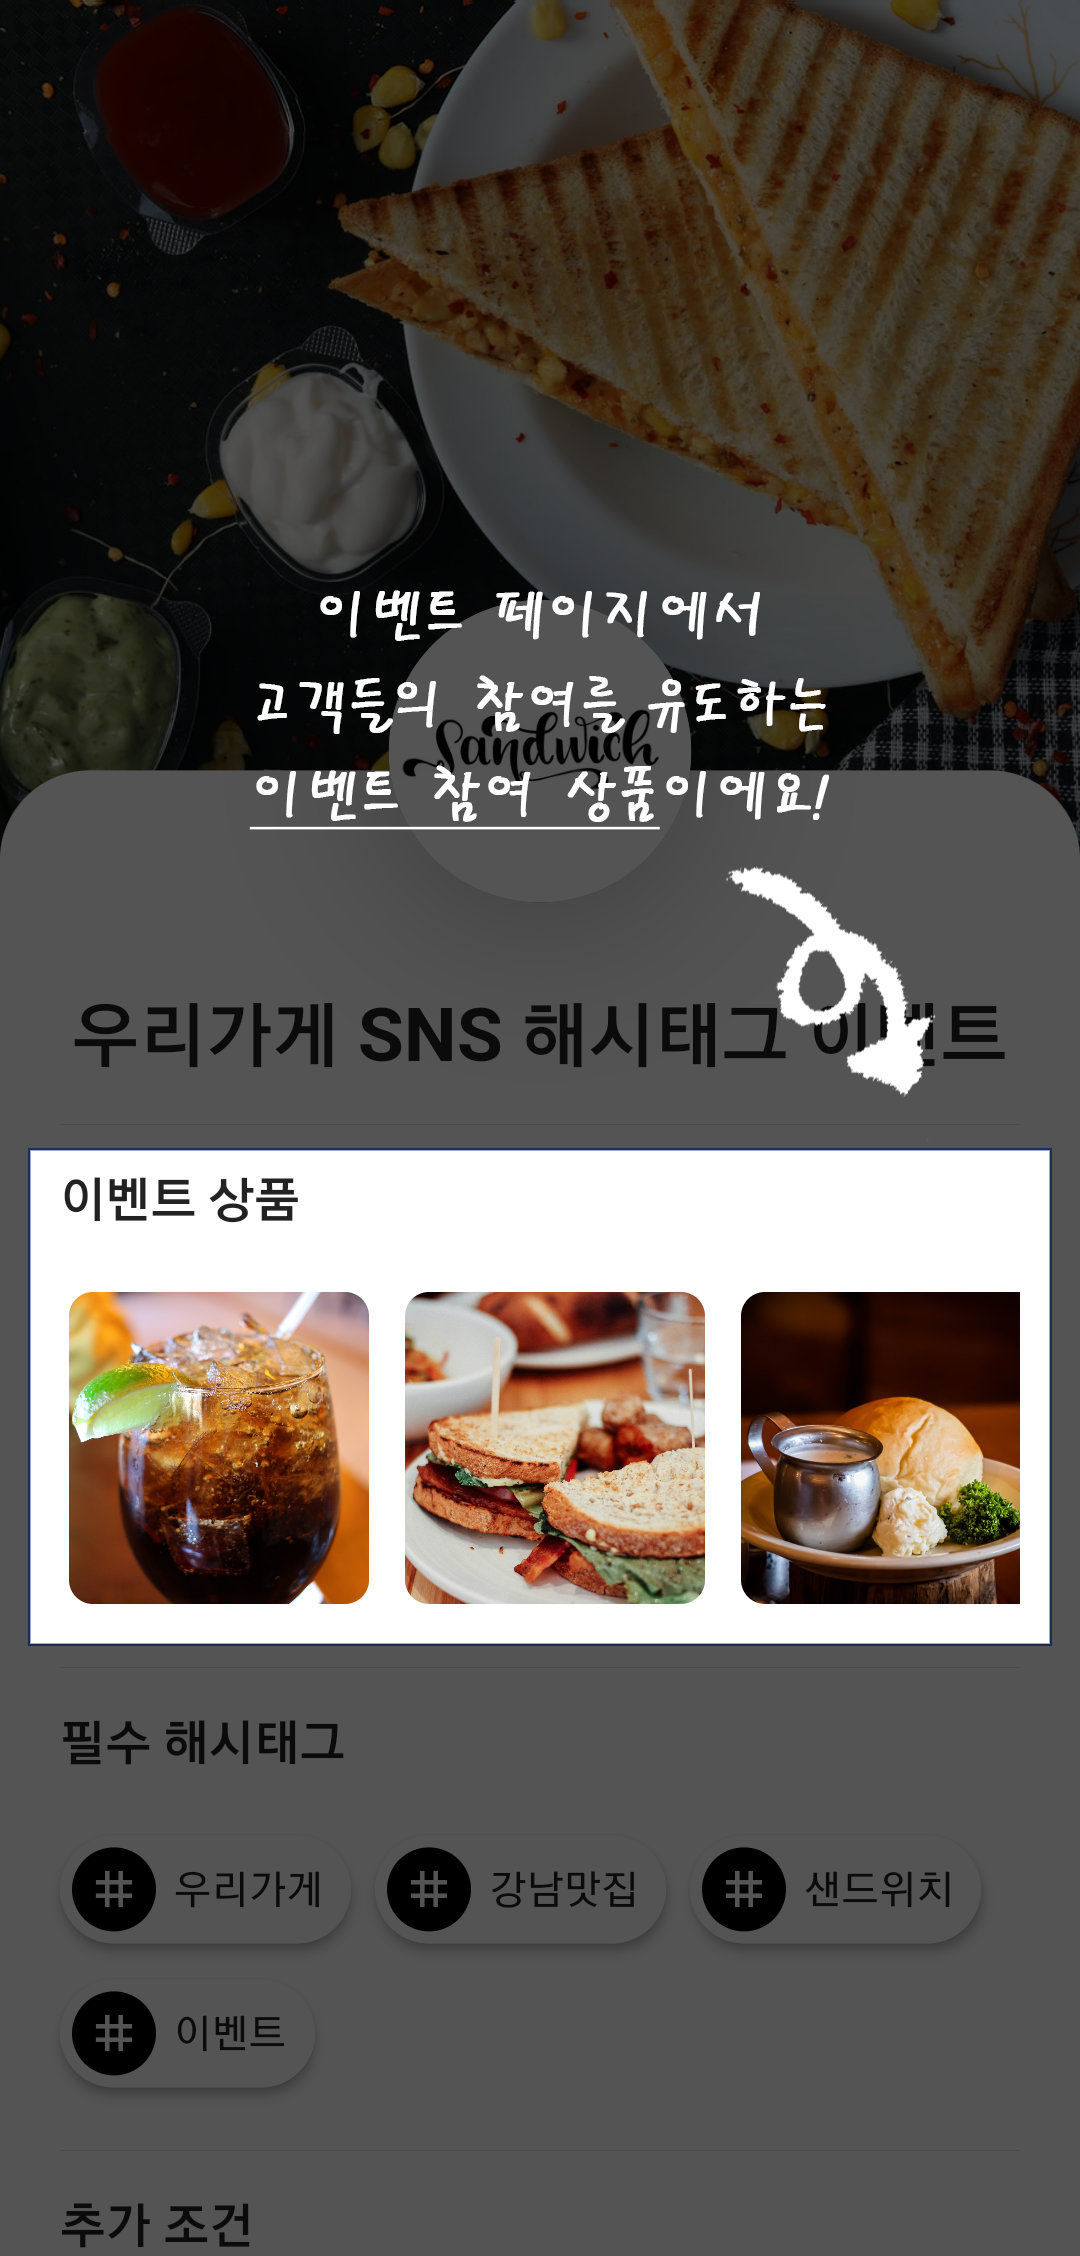 이벤트 페이지에서
고객들의 참여를 유도하는
Sandwich
이벤트 참여 상품이에요!
우리가게 SNS 해시태그 이벤트
이벤트 상품
필수 해시태그
# 우리가게 # 강남맛집 # 샌드위치
# 이벤트
추가 조건